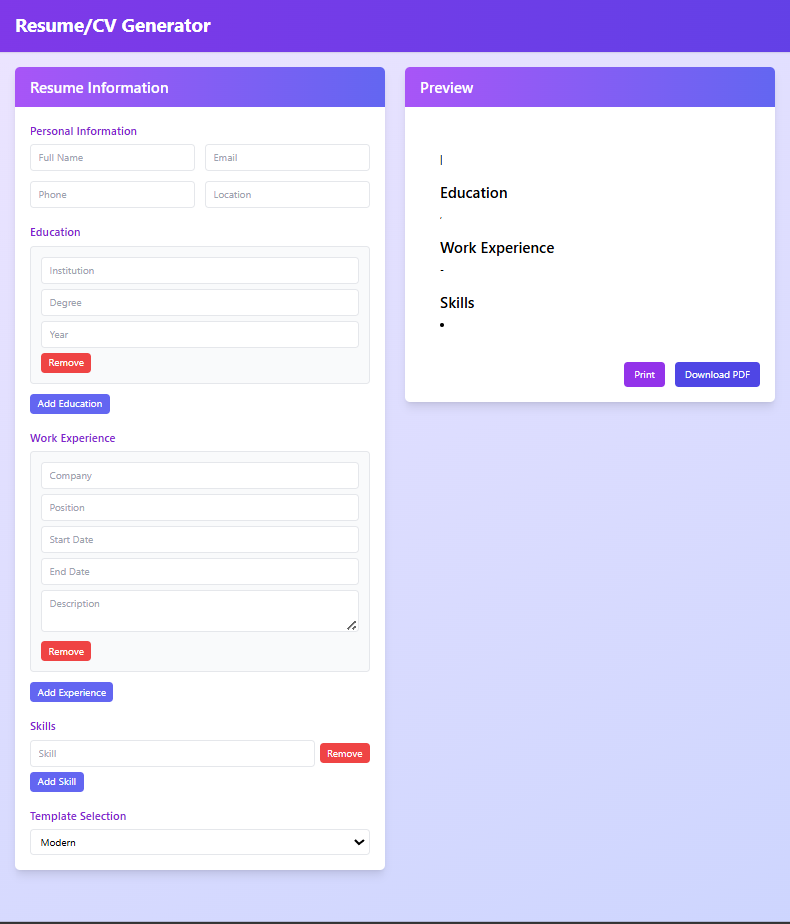 Resume/CV Generator
Resume Information
Personal Information
Full Name
Email
Phone
Location
Education
Institution
Degree
Year
Remove
Add Education
Work Experience
Company
Position
Start Date
End Date
Description
Remove
Add Experience
Skills
Skill
Remove
Add Skill
Template Selection
Modern
Preview
|
Education
,
Work Experience
-
Skills
•
Print
Download PDF